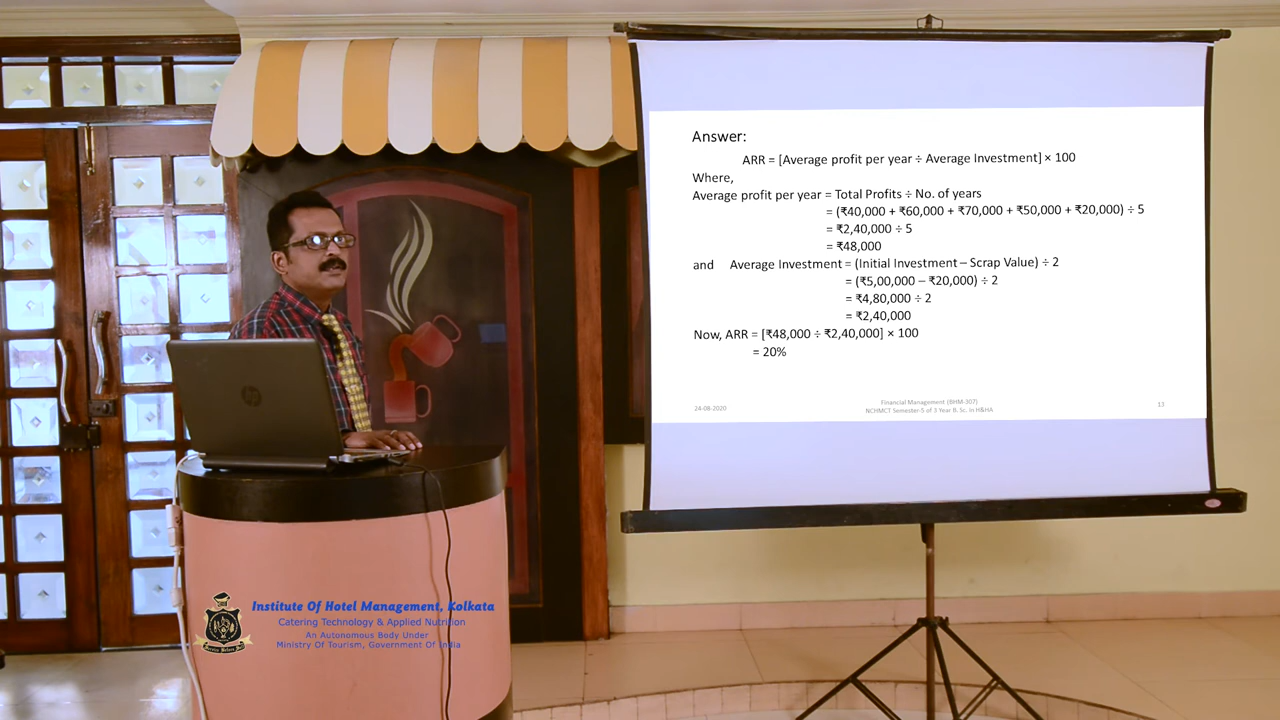 Answer:
ARR = [Average profit per year ÷ Average Investment] × 100
Where,
Average profit per year = Total Profits ÷ No. of years
= (₹40,000 + ₹60,000 + ₹70,000 + ₹50,000 + ₹20,000) ÷ 5
= ₹2,40,000 ÷ 5
= ₹48,000
and Average Investment = (Initial Investment – Scrap Value) ÷ 2
= (₹5,00,000 – ₹20,000) ÷ 2
= ₹4,80,000 ÷ 2
= ₹2,40,000
Now, ARR = [₹48,000 ÷ ₹2,40,000] × 100
= 20%
24-08-2020
Financial Management (BHM-307)
NCHMCT Semester-5 of 3 Year B. Sc. in H&HA
13
Institute Of Hotel Management, Kolkata
Catering Technology & Applied Nutrition
An Autonomous Body Under
Ministry Of Tourism, Government Of India